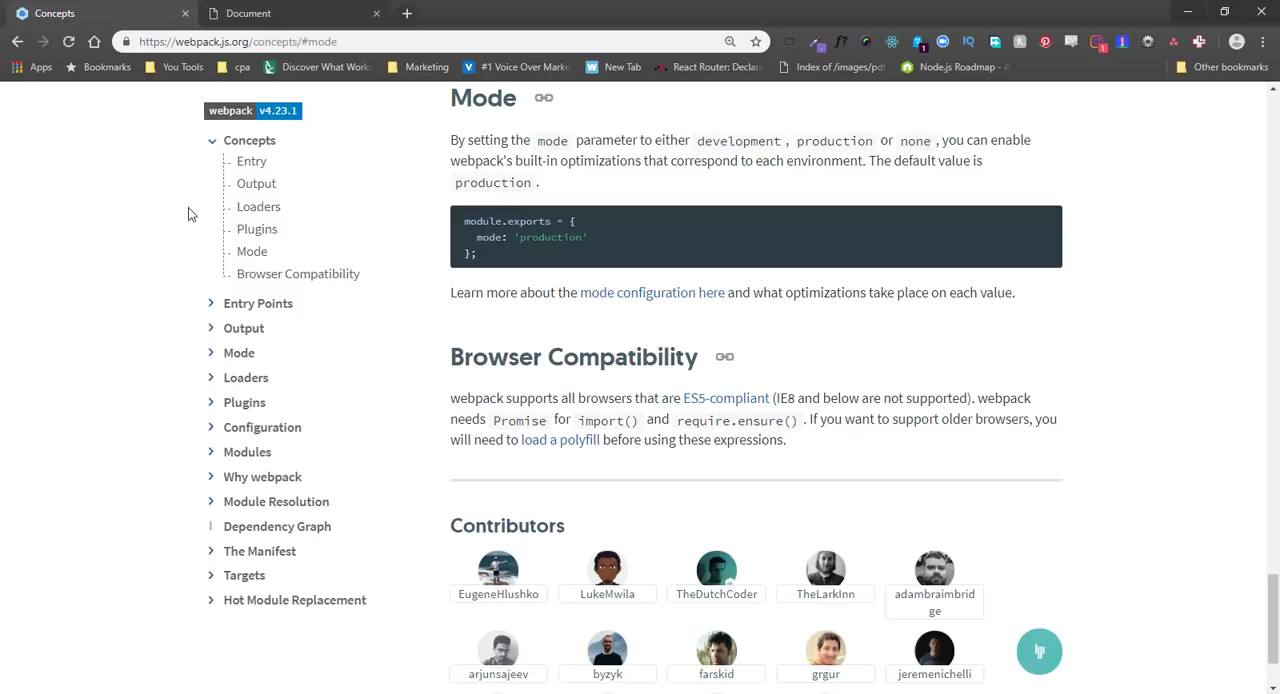 Concepts
Document
https://webpack.js.org/concepts/#mode
Apps
Bookmarks
You Tools
cpa
Discover What Work
Marketing
#1 Voice Over Marke
New Tab
React Router: Declara
Index of /images/pdf
Node.js Roadmap - A
Other bookmarks
webpack v4.23.1
Concepts
Entry
Output
Loaders
Plugins
Mode
Browser Compatibility
Entry Points
Output
Mode
Loaders
Plugins
Configuration
Modules
Why webpack
Module Resolution
Dependency Graph
The Manifest
Targets
Hot Module Replacement
Mode
By setting the mode parameter to either development, production or none, you can enable
webpack's built-in optimizations that correspond to each environment. The default value is
production.
module.exports = {
mode: 'production'
};
Learn more about the mode configuration here and what optimizations take place on each value.
Browser Compatibility
webpack supports all browsers that are ES5-compliant (IE8 and below are not supported). webpack
needs Promise for import() and require.ensure(). If you want to support older browsers, you
will need to load a polyfill before using these expressions.
Contributors
EugeneHlushko
LukeMwila
TheDutchCoder
TheLarkInn
adambraimbrid
ge
arjunsajeev
byzyk
farskid
grgur
jeremenichelli